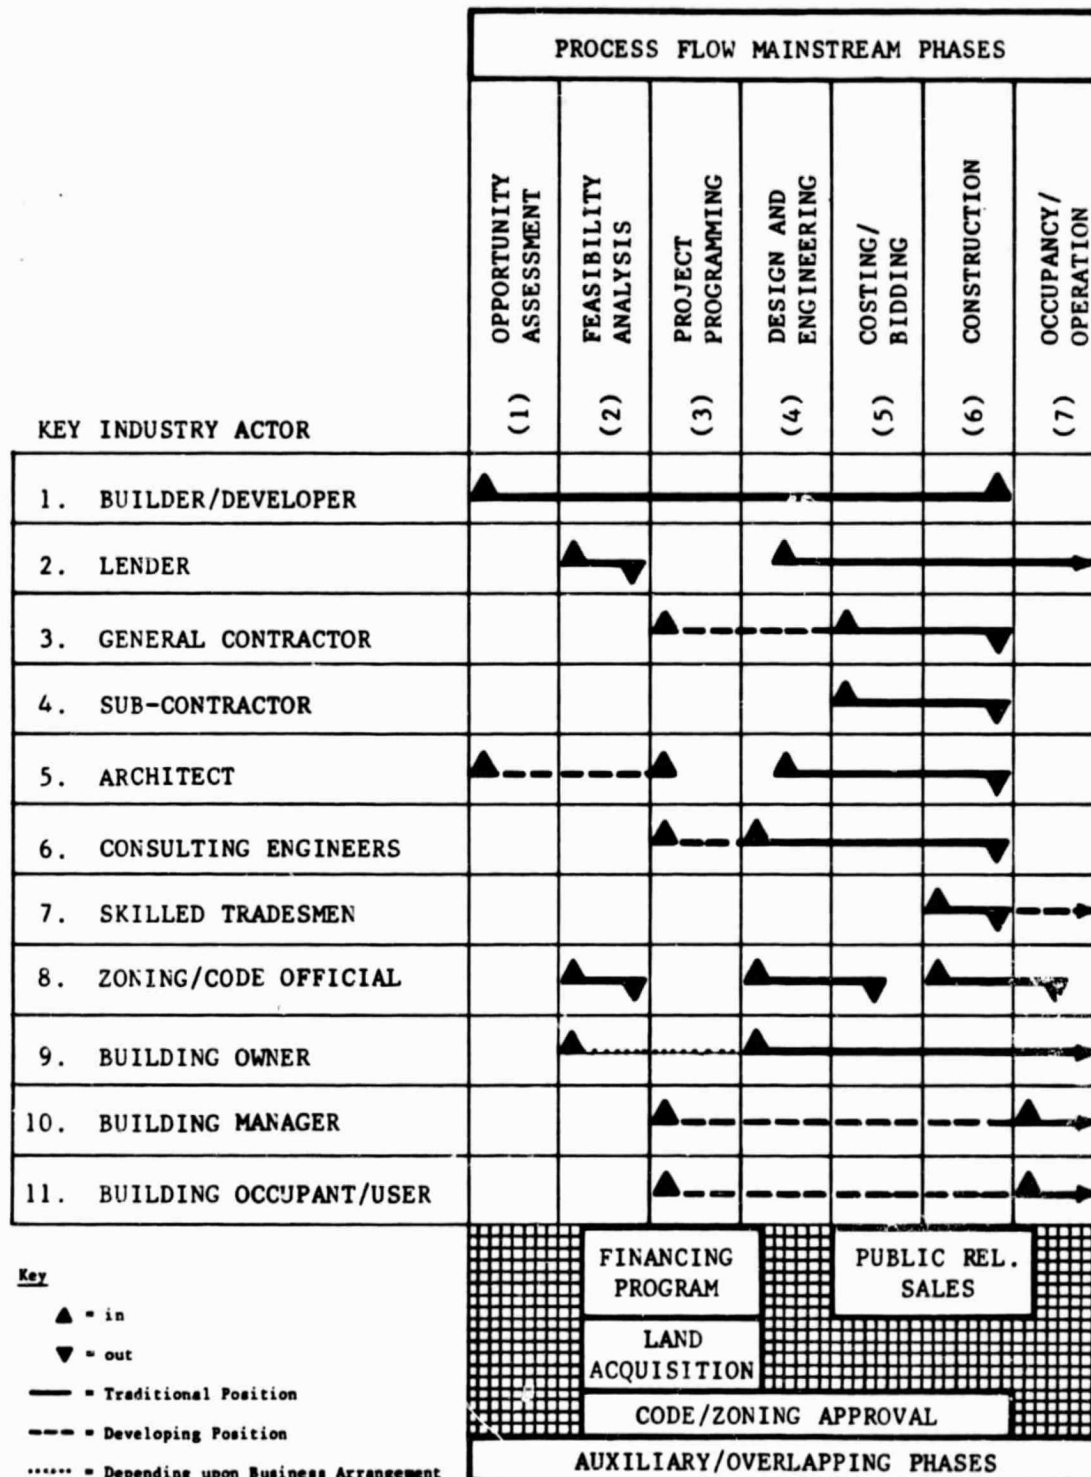 PROCESS FLOW MAINSTREAM PHASES
OPPORTUNITY
ASSESSMENT
(1)
FEASIBILITY
ANALYSIS
(2)
PROJECT
PROGRAMMING
(3)
DESIGN AND
ENGINEERING
(4)
COSTING/
BIDDING
(5)
CONSTRUCTION
(6)
OCCUPANCY/
OPERATION
(7)
KEY INDUSTRY ACTOR
1. BUILDER/DEVELOPER
2. LENDER
3. GENERAL CONTRACTOR
4. SUB-CONTRACTOR
5. ARCHITECT
6. CONSULTING ENGINEERS
7. SKILLED TRADESMEN
8. ZONING/CODE OFFICIAL
9. BUILDING OWNER
10. BUILDING MANAGER
11. BUILDING OCCUPANT/USER
FINANCING
PROGRAM
PUBLIC REL.
SALES
LAND
ACQUISITION
CODE/ZONING APPROVAL
AUXILIARY/OVERLAPPING PHASES
Key
▲ = in
▼ = out
—— = Traditional Position
---- = Developing Position
...... = Depending upon Business Arrangement